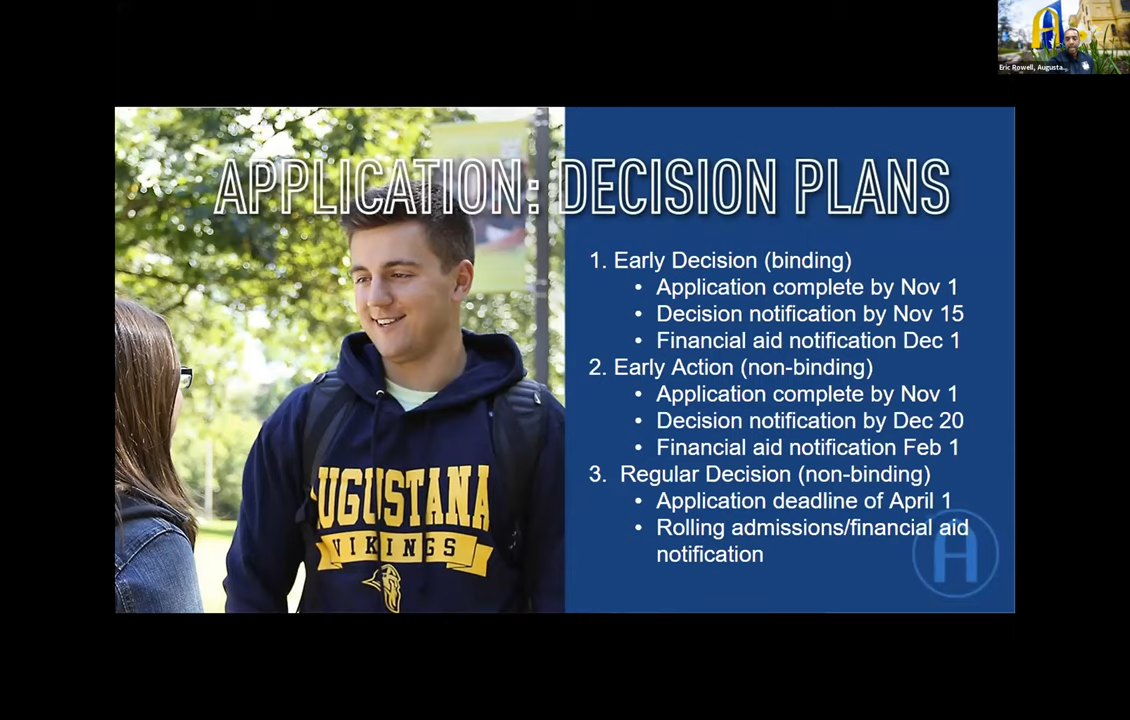 Eric Rowell, Augusta...
APPLICATION: DECISION PLANS
1. Early Decision (binding)
• Application complete by Nov 1
• Decision notification by Nov 15
• Financial aid notification Dec 1
2. Early Action (non-binding)
• Application complete by Nov 1
• Decision notification by Dec 20
• Financial aid notification Feb 1
3. Regular Decision (non-binding)
• Application deadline of April 1
• Rolling admissions/financial aid
notification
AUGUSTANA
VIKINGS
A
A